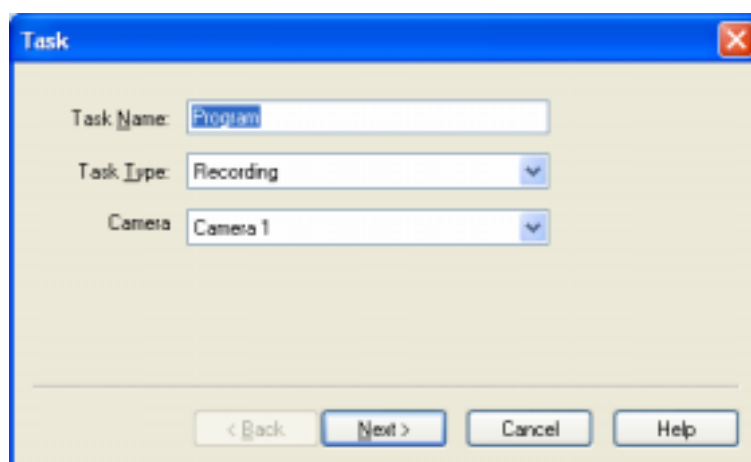 Task
Task Name: Program
Task Type: Recording
Camera Camera 1
< Back Next > Cancel Help